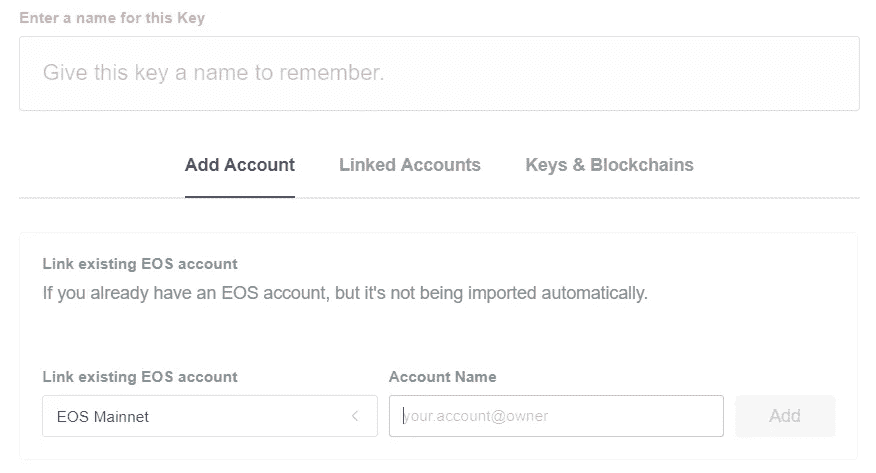 Enter a name for this Key
Give this key a name to remember.
Add Account Linked Accounts Keys & Blockchains
Link existing EOS account
If you already have an EOS account, but it's not being imported automatically.
Link existing EOS account Account Name
EOS Mainnet your.account@owner Add